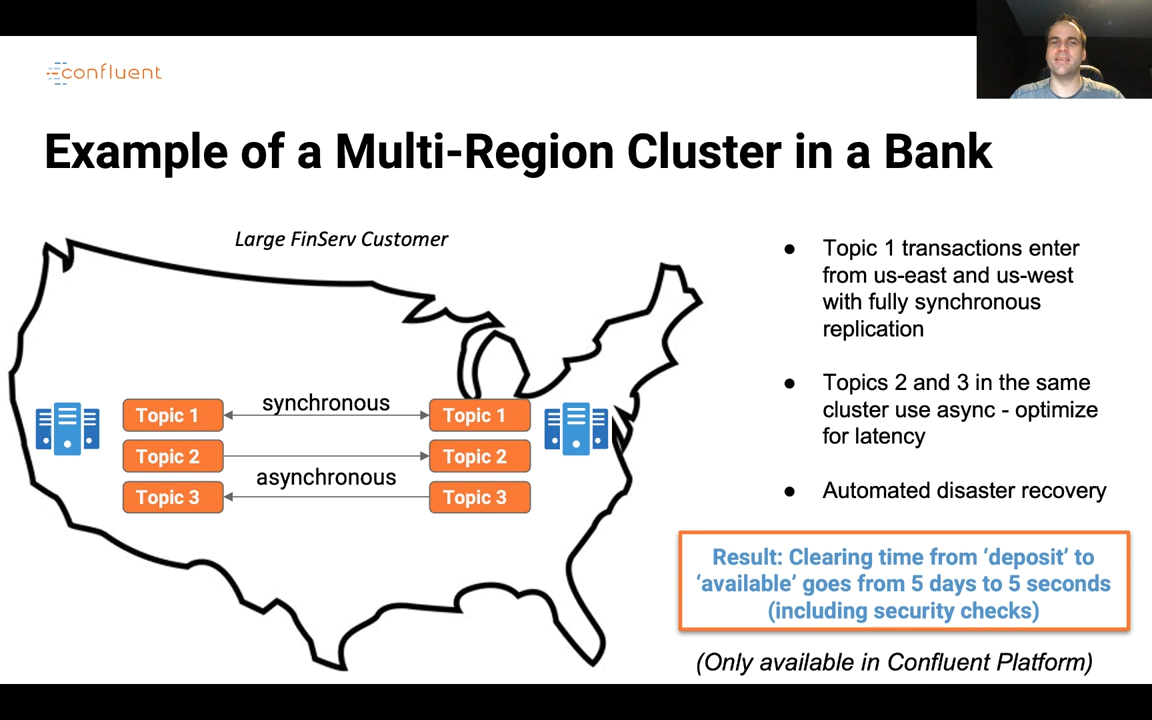 confluent
Example of a Multi-Region Cluster in a Bank
Large FinServ Customer
Topic 1
synchronous
Topic 1
Topic 2
Topic 2
asynchronous
Topic 3
Topic 3
● Topic 1 transactions enter
from us-east and us-west
with fully synchronous
replication
● Topics 2 and 3 in the same
cluster use async - optimize
for latency
● Automated disaster recovery
Result: Clearing time from ‘deposit’ to
‘available’ goes from 5 days to 5 seconds
(including security checks)
(Only available in Confluent Platform)